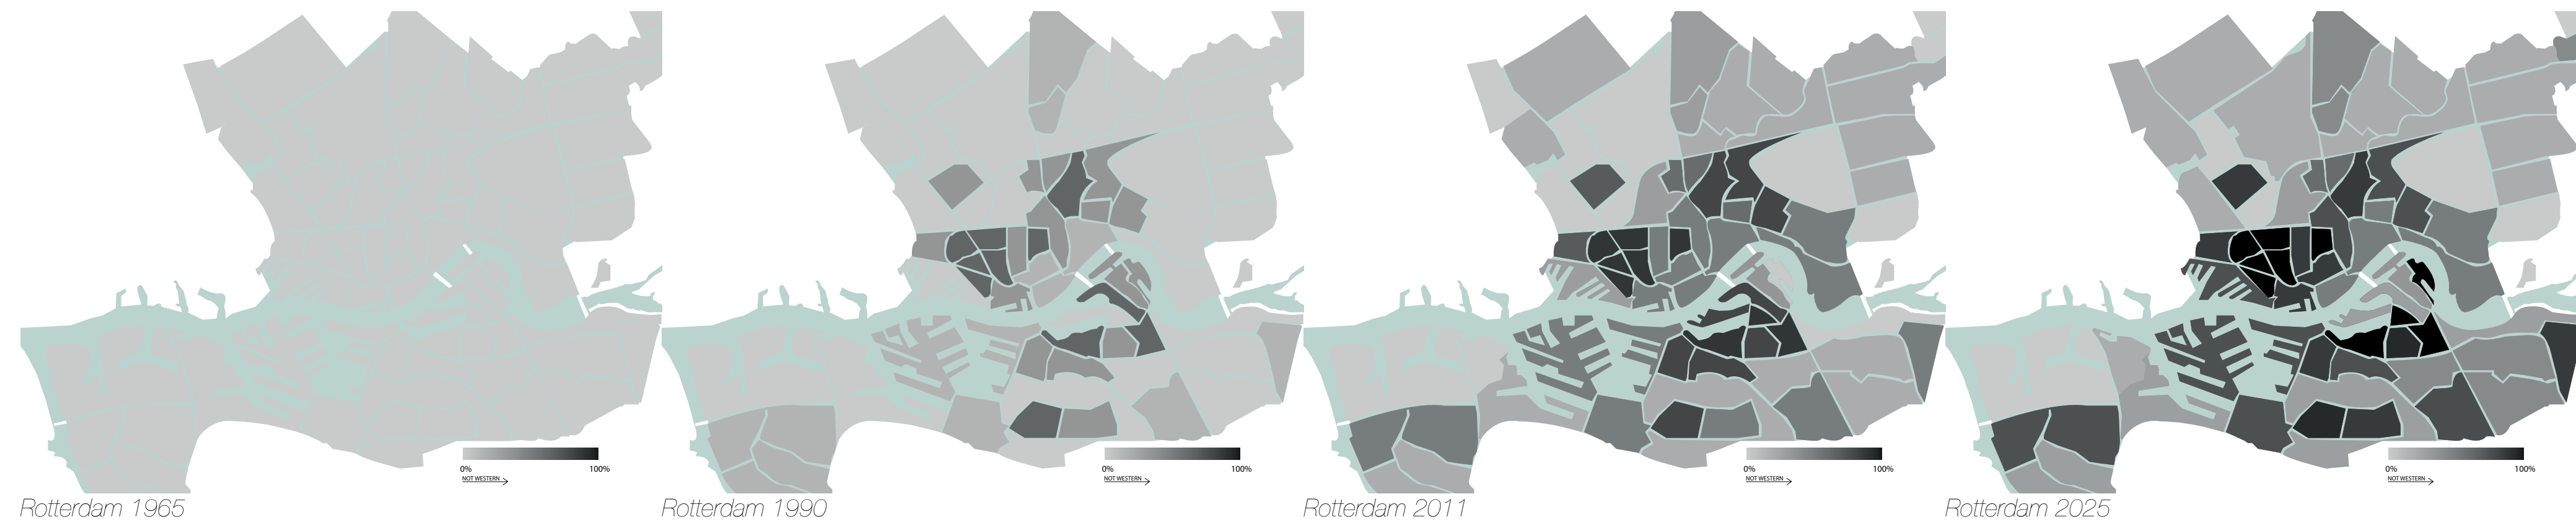 0% 100%
NOT WESTERN
Rotterdam 1965
0% 100%
NOT WESTERN
Rotterdam 1990
0% 100%
NOT WESTERN
Rotterdam 2011
0% 100%
NOT WESTERN
Rotterdam 2025